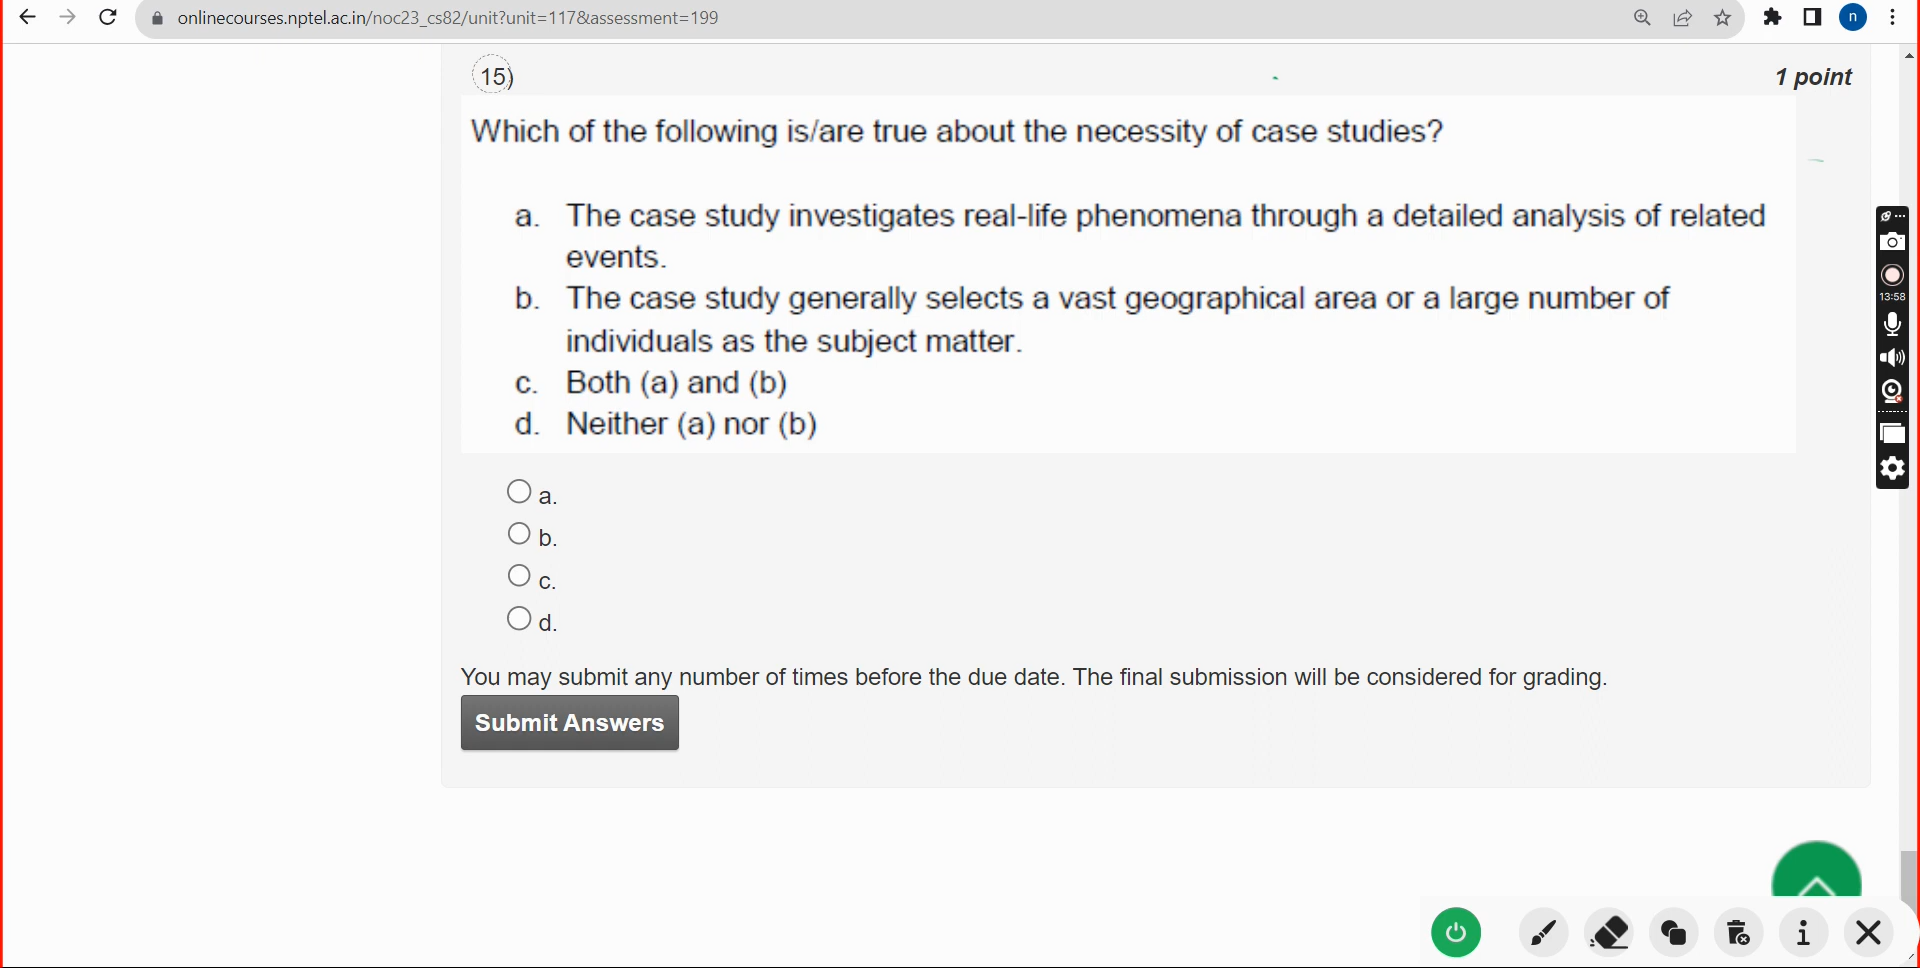 onlinecourses.nptel.ac.in/noc23_cs82/unit?unit=117&assessment=199
n
15)
1 point
Which of the following is/are true about the necessity of case studies?
a. The case study investigates real-life phenomena through a detailed analysis of related
events.
b. The case study generally selects a vast geographical area or a large number of
individuals as the subject matter.
c. Both (a) and (b)
d. Neither (a) nor (b)
a.
b.
c.
d.
You may submit any number of times before the due date. The final submission will be considered for grading.
Submit Answers
13:58